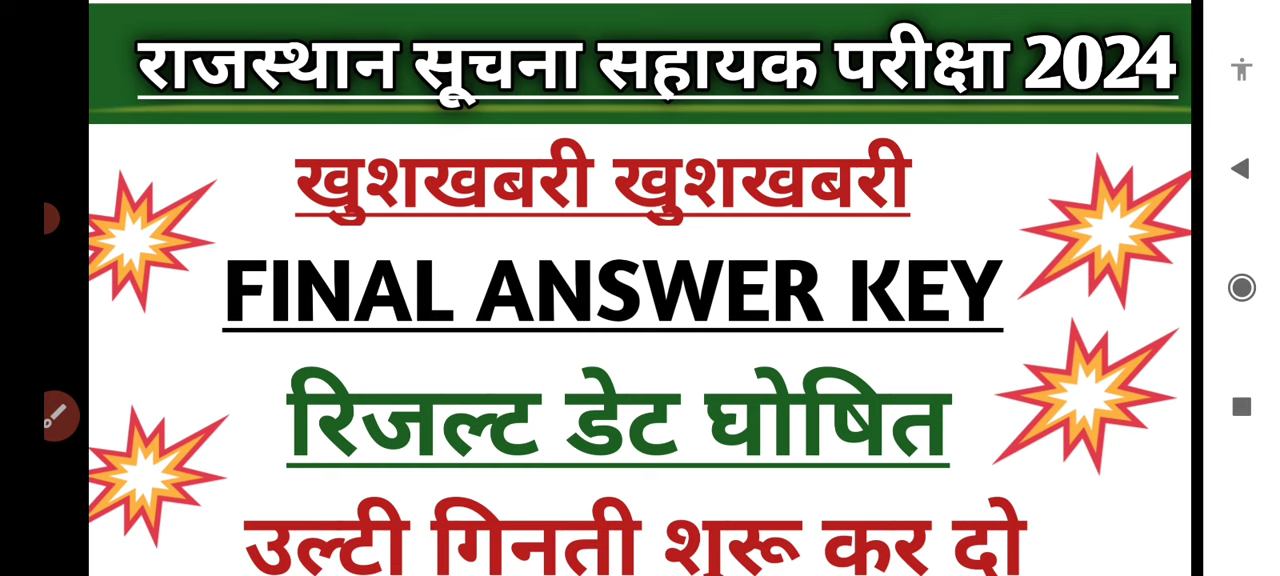 राजस्थान सूचना सहायक परीक्षा 2024
खुशखबरी खुशखबरी
FINAL ANSWER KEY
रिजल्ट डेट घोषित
उल्टी गिनती शुरू कर दो